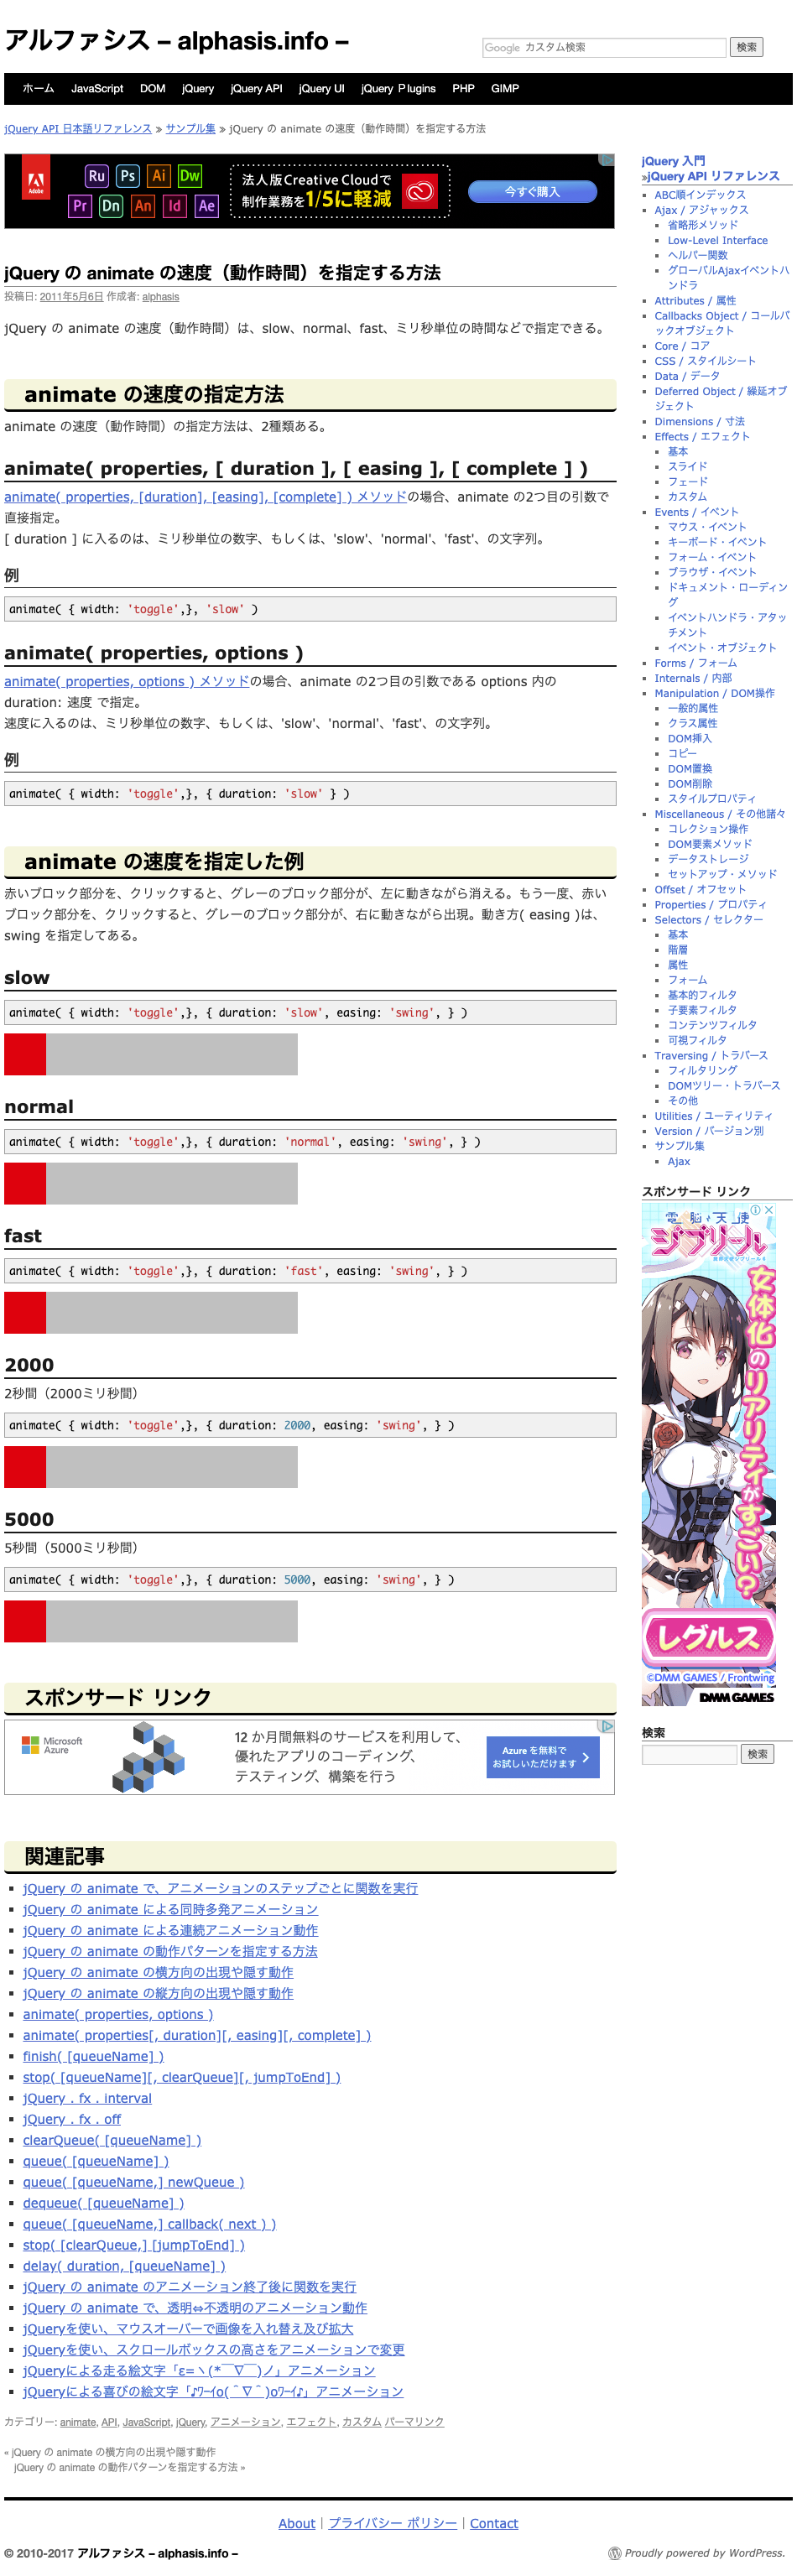 アルファシス – alphasis.info –
Google カスタム検索
検索
ホーム JavaScript DOM jQuery jQuery API jQuery UI jQuery Plugins PHP GIMP
jQuery API 日本語リファレンス » サンプル集 » jQuery の animate の速度（動作時間）を指定する方法
Adobe
Ru Ps Ai Dw
Pr Dn An Id Ae
法人版Creative Cloudで
制作業務を1/5に軽減
今すぐ購入
jQuery の animate の速度（動作時間）を指定する方法
投稿日: 2011年5月6日 作成者: alphasis
jQuery の animate の速度（動作時間）は、slow、normal、fast、ミリ秒単位の時間などで指定できる。
animate の速度の指定方法
animate の速度（動作時間）の指定方法は、2種類ある。
animate( properties, [ duration ], [ easing ], [ complete ] )
animate( properties, [duration], [easing], [complete] ) メソッドの場合、animate の2つ目の引数で
直接指定。
[ duration ] に入るのは、ミリ秒単位の数字、もしくは、'slow'、'normal'、'fast'、の文字列。
例
animate( { width: 'toggle',}, 'slow' )
animate( properties, options )
animate( properties, options ) メソッドの場合、animate の2つ目の引数である options 内の
duration: 速度 で指定。
速度に入るのは、ミリ秒単位の数字、もしくは、'slow'、'normal'、'fast'、の文字列。
例
animate( { width: 'toggle',}, { duration: 'slow' } )
animate の速度を指定した例
赤いブロック部分を、クリックすると、グレーのブロック部分が、左に動きながら消える。もう一度、赤い
ブロック部分を、クリックすると、グレーのブロック部分が、右に動きながら出現。動き方( easing )は、
swing を指定してある。
slow
animate( { width: 'toggle',}, { duration: 'slow', easing: 'swing', } )
normal
animate( { width: 'toggle',}, { duration: 'normal', easing: 'swing', } )
fast
animate( { width: 'toggle',}, { duration: 'fast', easing: 'swing', } )
2000
2秒間（2000ミリ秒間）
animate( { width: 'toggle',}, { duration: 2000, easing: 'swing', } )
5000
5秒間（5000ミリ秒間）
animate( { width: 'toggle',}, { duration: 5000, easing: 'swing', } )
スポンサード リンク
Microsoft
Azure
12 か月間無料のサービスを利用して、
優れたアプリのコーディング、
テスティング、構築を行う
Azure を無料で
お試しいただけます
関連記事
jQuery の animate で、アニメーションのステップごとに関数を実行
jQuery の animate による同時多発アニメーション
jQuery の animate による連続アニメーション動作
jQuery の animate の動作パターンを指定する方法
jQuery の animate の横方向の出現や隠す動作
jQuery の animate の縦方向の出現や隠す動作
animate( properties, options )
animate( properties[, duration][, easing][, complete] )
finish( [queueName] )
stop( [queueName][, clearQueue][, jumpToEnd] )
jQuery . fx . interval
jQuery . fx . off
clearQueue( [queueName] )
queue( [queueName] )
queue( [queueName,] newQueue )
dequeue( [queueName] )
queue( [queueName,] callback( next ) )
stop( [clearQueue,] [jumpToEnd] )
delay( duration, [queueName] )
jQuery の animate のアニメーション終了後に関数を実行
jQuery の animate で、透明⇔不透明のアニメーション動作
jQueryを使い、マウスオーバーで画像を入れ替え及び拡大
jQueryを使い、スクロールボックスの高さをアニメーションで変更
jQueryによる走る絵文字「ε=ヽ(*￣∇￣)ノ」アニメーション
jQueryによる喜びの絵文字「♪ﾜｰｲo(＾∇＾)oﾜｰｲ♪」アニメーション
カテゴリー: animate, API, JavaScript, jQuery, アニメーション, エフェクト, カスタム パーマリンク
« jQuery の animate の横方向の出現や隠す動作
jQuery の animate の動作パターンを指定する方法 »
jQuery 入門
»jQuery API リファレンス
ABC順インデックス
Ajax / アジャックス
省略形メソッド
Low-Level Interface
ヘルパー関数
グローバルAjaxイベントハ
ンドラ
Attributes / 属性
Callbacks Object / コールバ
ックオブジェクト
Core / コア
CSS / スタイルシート
Data / データ
Deferred Object / 繰延オブ
ジェクト
Dimensions / 寸法
Effects / エフェクト
基本
スライド
フェード
カスタム
Events / イベント
マウス・イベント
キーボード・イベント
フォーム・イベント
ブラウザ・イベント
ドキュメント・ローディン
グ
イベントハンドラ・アタッ
チメント
イベント・オブジェクト
Forms / フォーム
Internals / 内部
Manipulation / DOM操作
一般的属性
クラス属性
DOM挿入
コピー
DOM置換
DOM削除
スタイルプロパティ
Miscellaneous / その他諸々
コレクション操作
DOM要素メソッド
データストレージ
セットアップ・メソッド
Offset / オフセット
Properties / プロパティ
Selectors / セレクター
基本
階層
属性
フォーム
基本的フィルタ
子要素フィルタ
コンテンツフィルタ
可視フィルタ
Traversing / トラバース
フィルタリング
DOMツリー・トラバース
その他
Utilities / ユーティリティ
Version / バージョン別
サンプル集
Ajax
スポンサード リンク
ジブリール
女体化のリアリティがすごい?
レグルス
©DMM GAMES / Frontwing
DMM GAMES
検索
検索
About | プライバシー ポリシー | Contact
© 2010-2017 アルファシス – alphasis.info –
Proudly powered by WordPress.